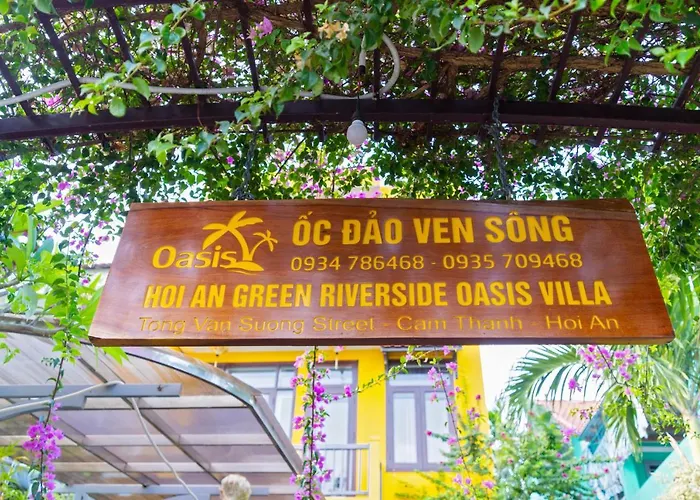 Oasis
ỐC ĐẢO VEN SÔNG
0934 786468 - 0935 709468
HOI AN GREEN RIVERSIDE OASIS VILLA
Tong Van Suong Street - Cam Thanh - Hoi An